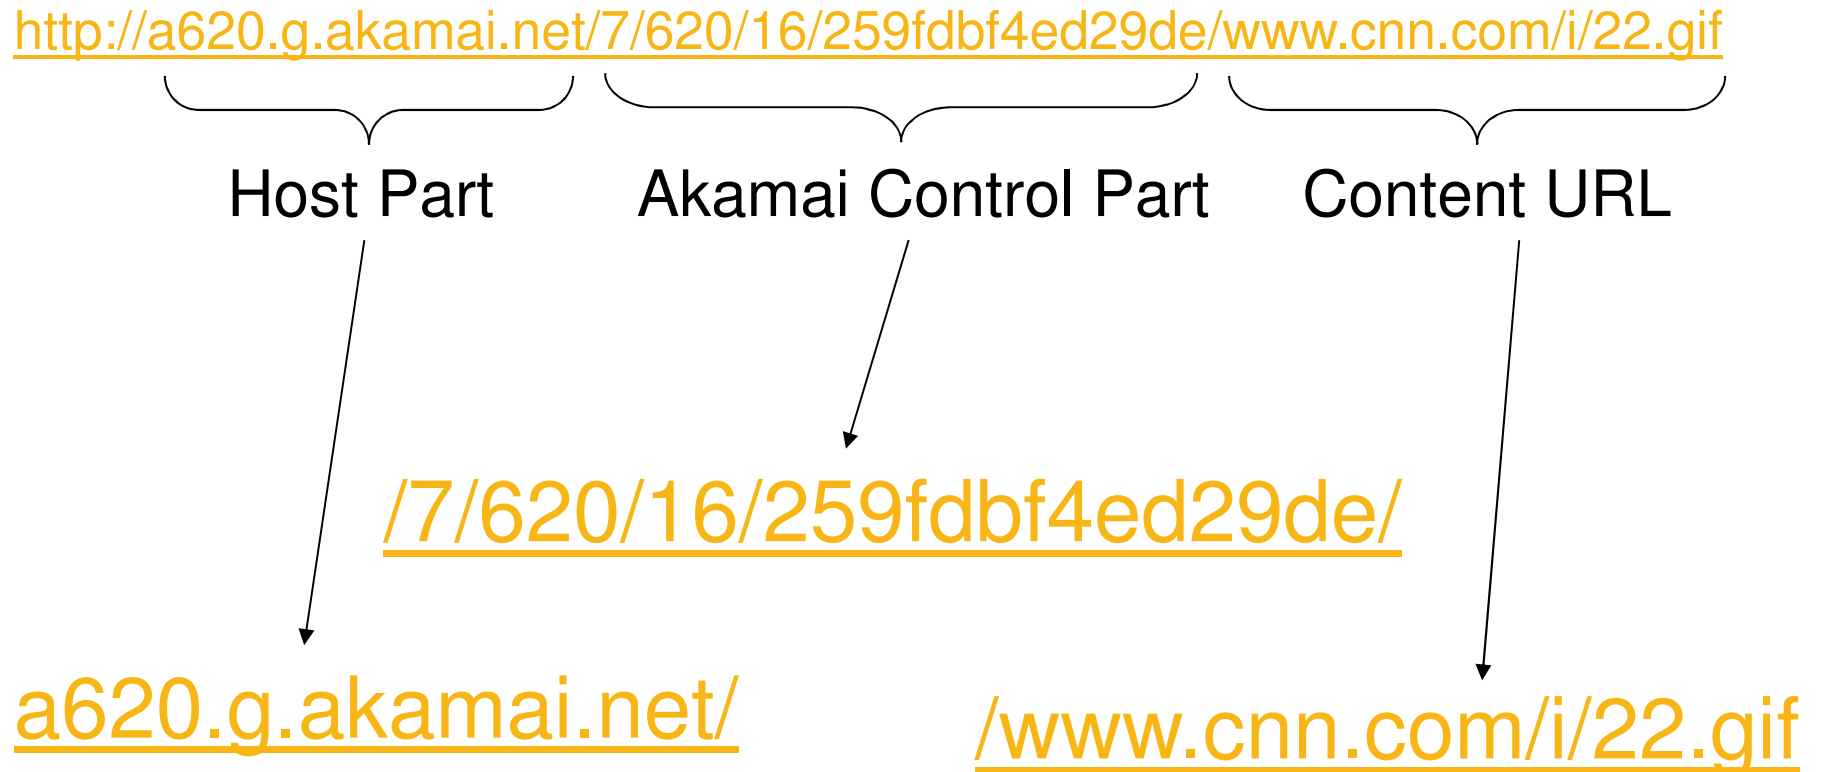 http://a620.g.akamai.net/7/620/16/259fdbf4ed29de/www.cnn.com/i/22.gif
Host Part Akamai Control Part Content URL
/7/620/16/259fdbf4ed29de/
a620.g.akamai.net/
/www.cnn.com/i/22.gif